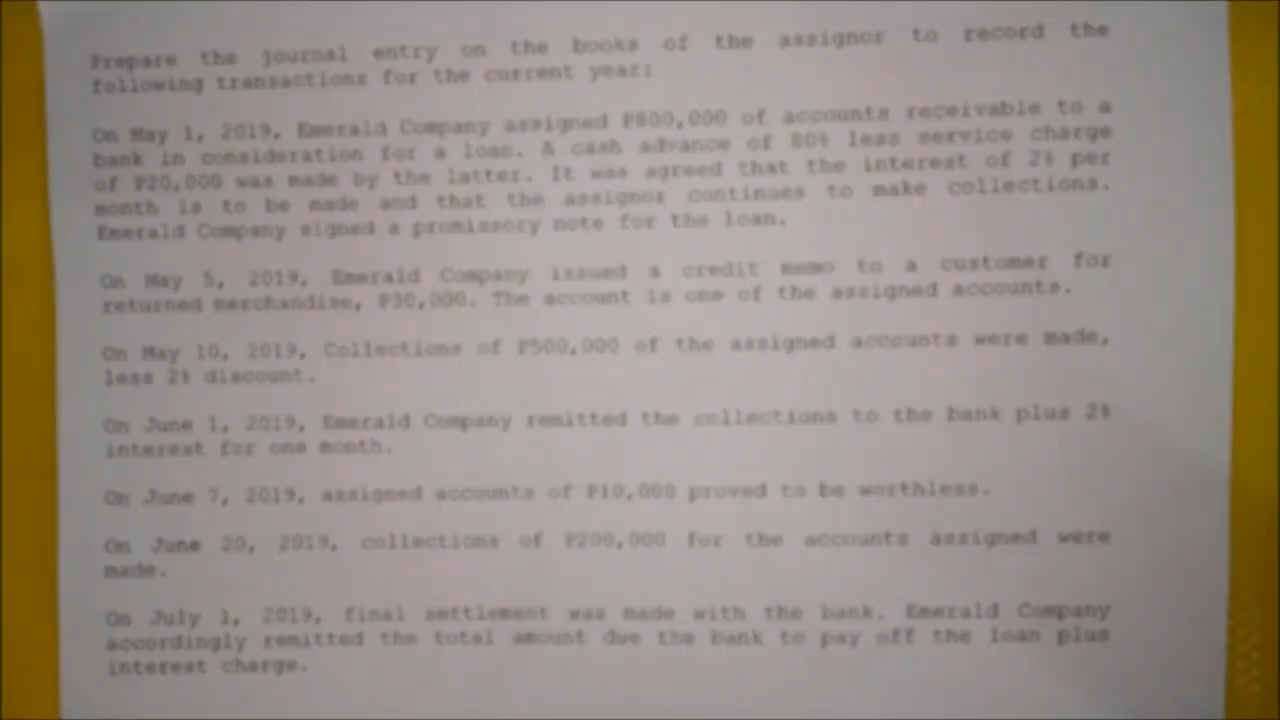 Prepare the journal entry on the books of the assignor to record the
following transactions for the current year:
On May 1, 2019, Emerald Company assigned P800,000 of accounts receivable to a
bank in consideration for a loan. A cash advance of 80% less service charge
of P20,000 was made by the latter. It was agreed that the interest of 2% per
month is to be made and that the assignor continues to make collections.
Emerald Company signed a promissory note for the loan.
On May 5, 2019, Emerald Company issued a credit memo to a customer for
returned merchandise, P30,000. The account is one of the assigned accounts.
On May 10, 2019, Collections of P500,000 of the assigned accounts were made,
less 2% discount.
On June 1, 2019, Emerald Company remitted the collections to the bank plus 2%
interest for one month.
On June 7, 2019, assigned accounts of P10,000 proved to be worthless.
On June 20, 2019, collections of P200,000 for the accounts assigned were
made.
On July 1, 2019, final settlement was made with the bank. Emerald Company
accordingly remitted the total amount due the bank to pay off the loan plus
interest charge.